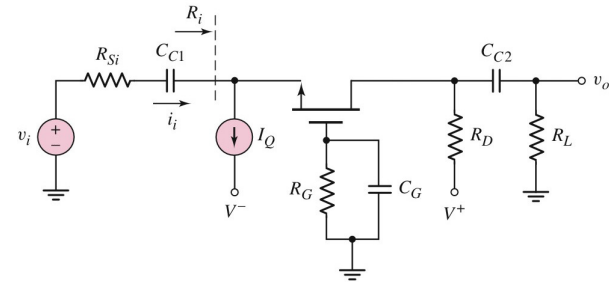 R_i
R_Si
C_C1
C_C2
v_o
i_i
v_i
+
−
I_Q
R_D
R_L
R_G
C_G
V^−
V^+